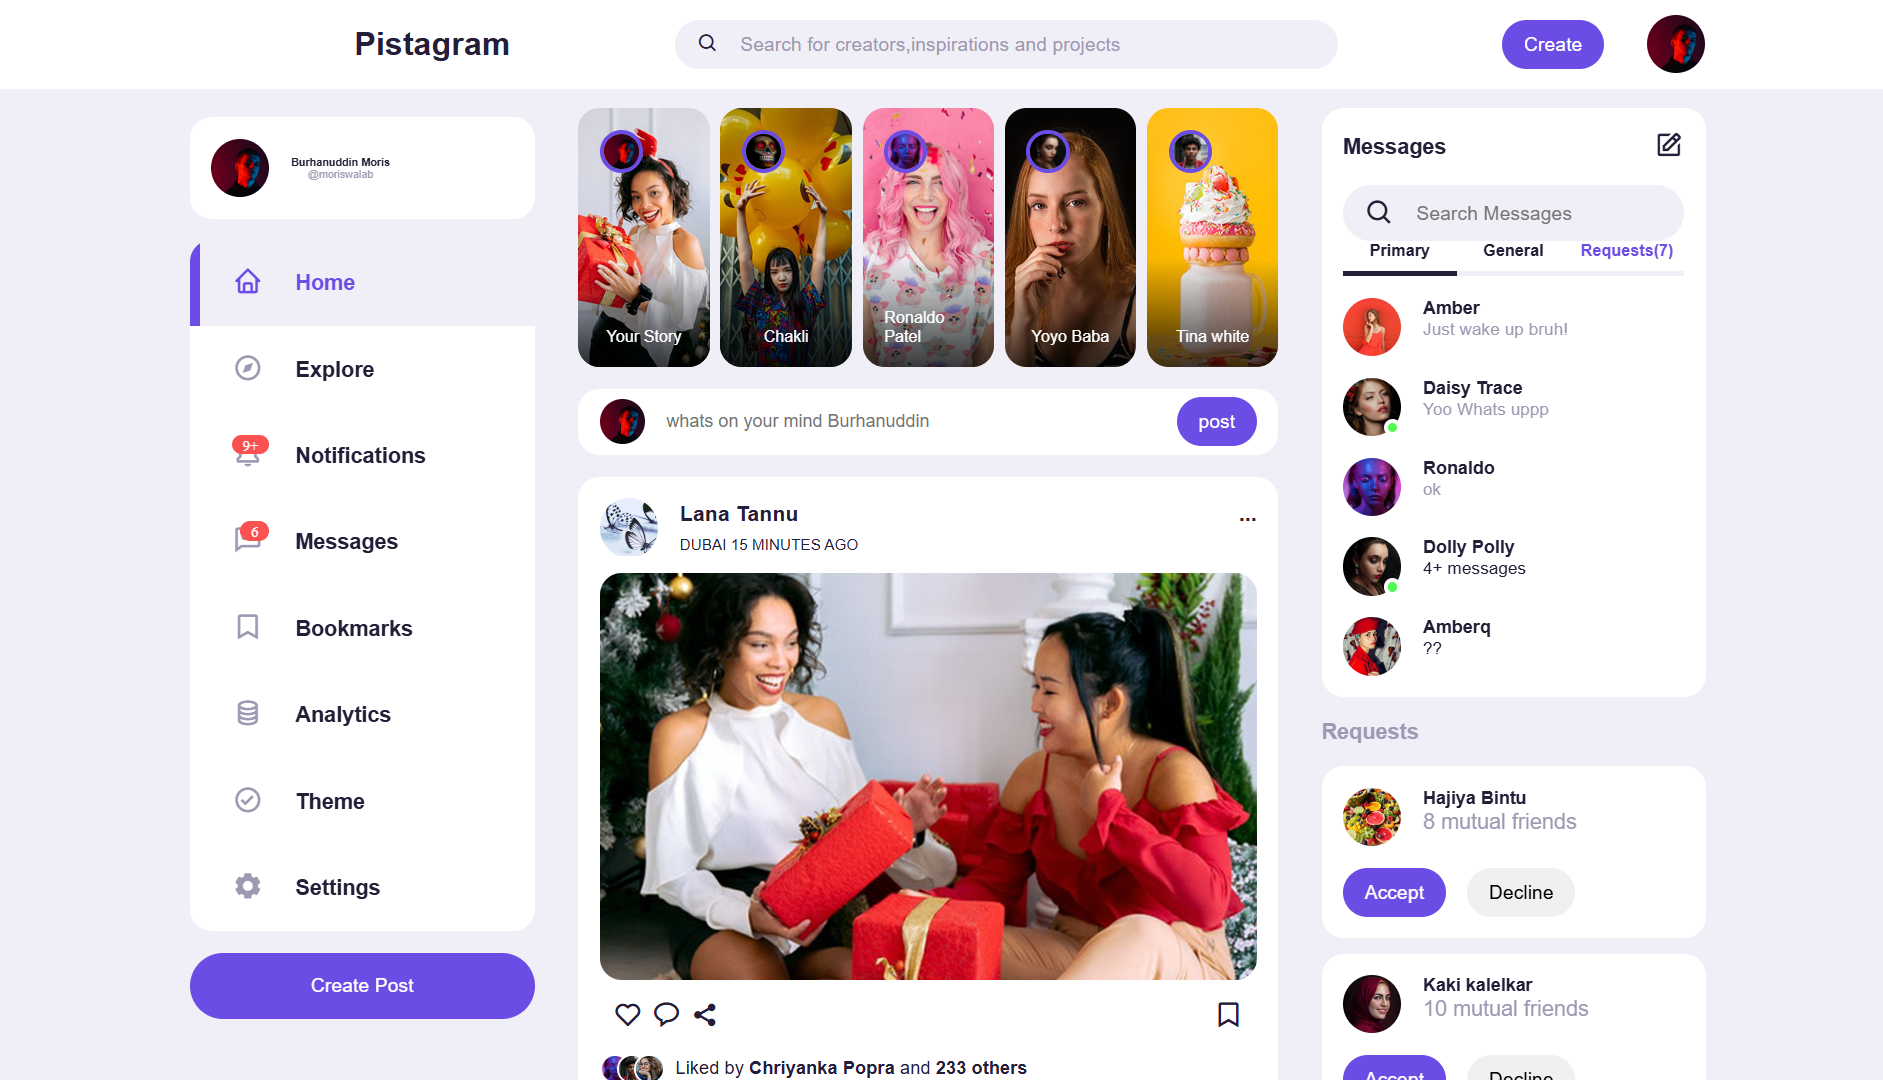 Pistagram
Search for creators,inspirations and projects
Create
Burhanuddin Moris
@moriswalab
Home
Explore
9+
Notifications
6
Messages
Bookmarks
Analytics
Theme
Settings
Create Post
Your Story
Chakli
Ronaldo
Patel
Yoyo Baba
Tina white
whats on your mind Burhanuddin
post
Lana Tannu
...
DUBAI 15 MINUTES AGO
Liked by Chriyanka Popra and 233 others
Messages
Search Messages
Primary General Requests(7)
Amber
Just wake up bruh!
Daisy Trace
Yoo Whats uppp
Ronaldo
ok
Dolly Polly
4+ messages
Amberq
??
Requests
Hajiya Bintu
8 mutual friends
Accept Decline
Kaki kalelkar
10 mutual friends
Accept Decline